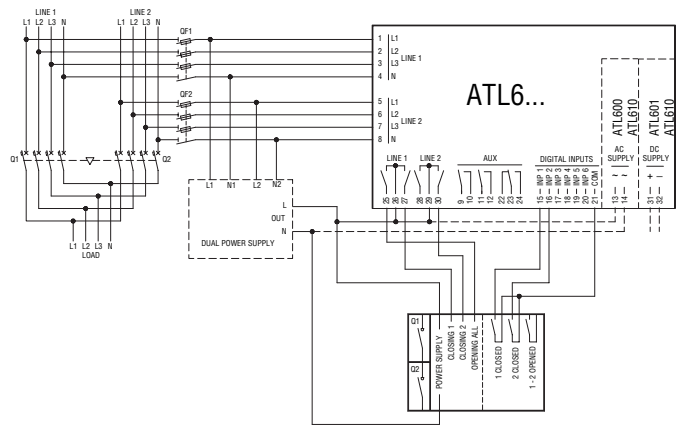 LINE 1
L1 L2 L3 N
LINE 2
L1 L2 L3 N
QF1
1 L1
2 L2
3 L3
4 N
LINE 1
QF2
5 L1
6 L2
7 L3
8 N
LINE 2
ATL6...
ATL600
ATL610
ATL601
ATL610
AC
SUPPLY
~ ~
DC
SUPPLY
+ –
Q1
Q2
LINE 1
LINE 2
AUX
DIGITAL INPUTS
INP 1
INP 2
INP 3
INP 4
INP 5
INP 6
COM
25
26
27
28
29
30
9
10
11
12
22
23
24
15
16
17
18
19
20
21
13
14
31
32
L1 N1 L2 N2
L
OUT
N
DUAL POWER SUPPLY
L1 L2 L3 N
LOAD
Q1
Q2
POWER SUPPLY
CLOSING 1
CLOSING 2
OPENING ALL
1 CLOSED
2 CLOSED
1 - 2 OPENED